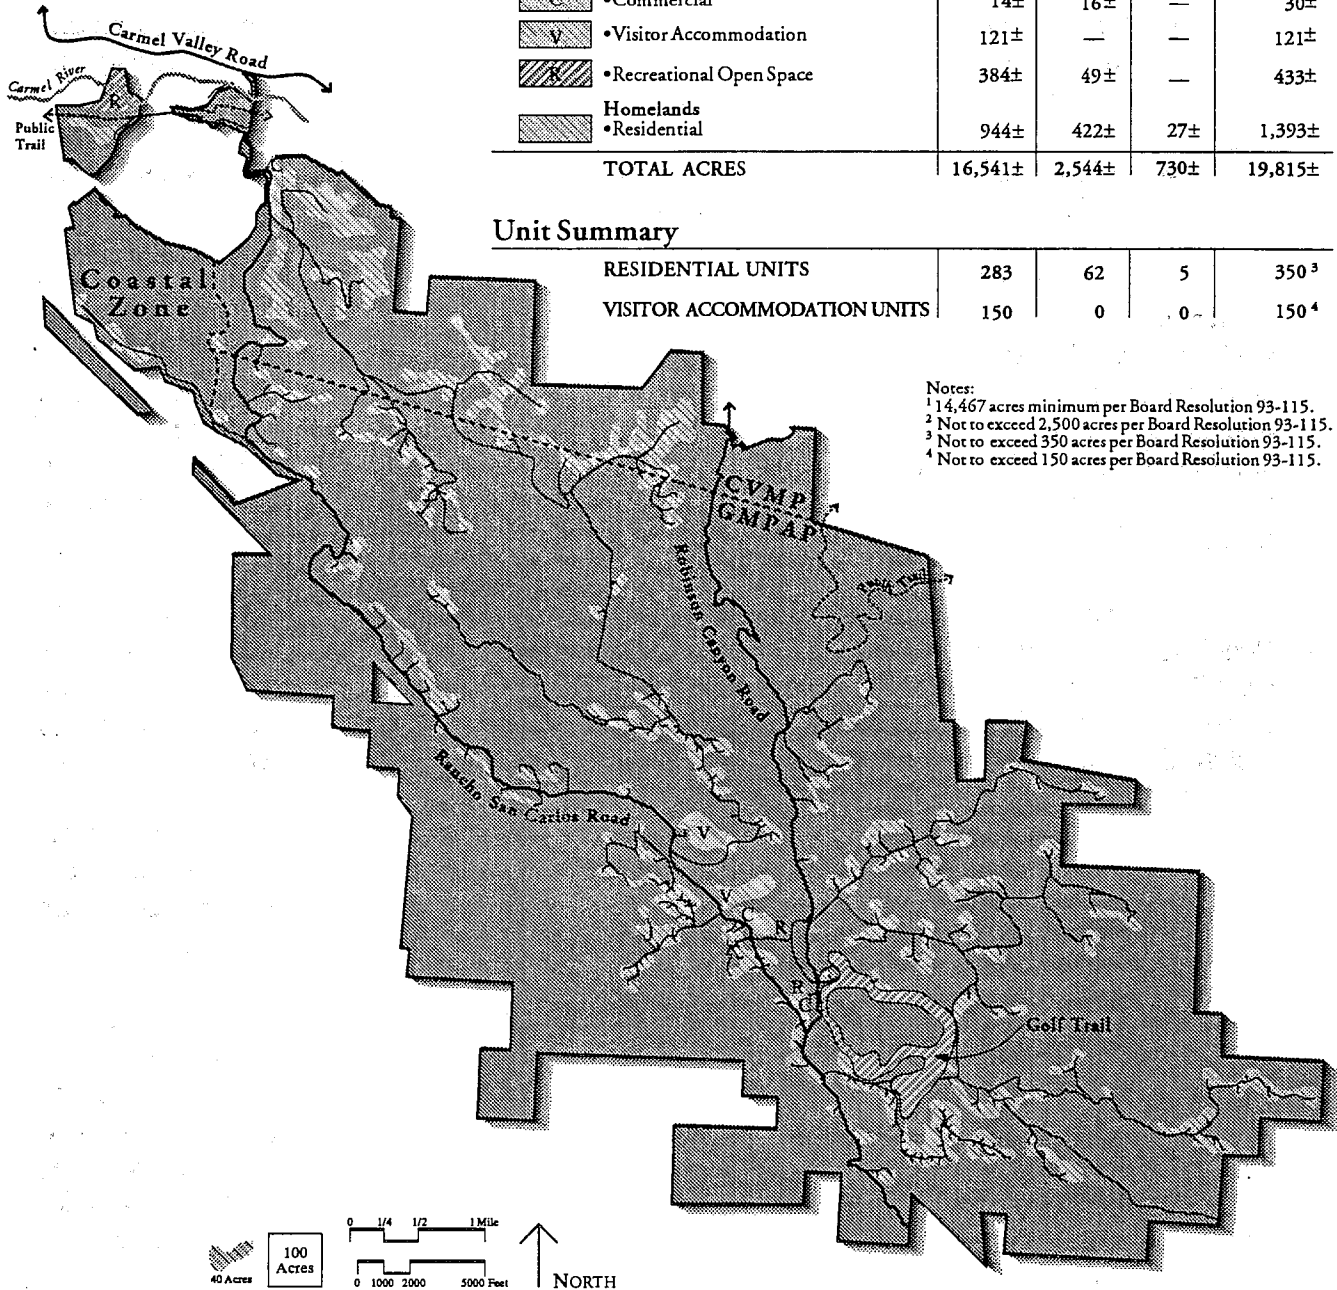 C •Commercial 14± 16± — 30±
V •Visitor Accommodation 121± — — 121±
R •Recreational Open Space 384± 49± — 433±
Homelands
•Residential 944± 422± 27± 1,393±
TOTAL ACRES 16,541± 2,544± 730± 19,815±
Unit Summary
RESIDENTIAL UNITS 283 62 5 350 ³
VISITOR ACCOMMODATION UNITS 150 0 0 150 ⁴
Notes:
¹ 14,467 acres minimum per Board Resolution 93-115.
² Not to exceed 2,500 acres per Board Resolution 93-115.
³ Not to exceed 350 acres per Board Resolution 93-115.
⁴ Not to exceed 150 acres per Board Resolution 93-115.
Carmel Valley Road
Carmel River
R
Public
Trail
C
Coastal
Zone
CVMP
GMPAP
Public Trail
Robinson Canyon Road
Rancho San Carlos Road
V
V
C
R
R
C
Golf Trail
40 Acres
100
Acres
0 1/4 1/2 1 Mile
0 1000 2000 5000 Feet
NORTH